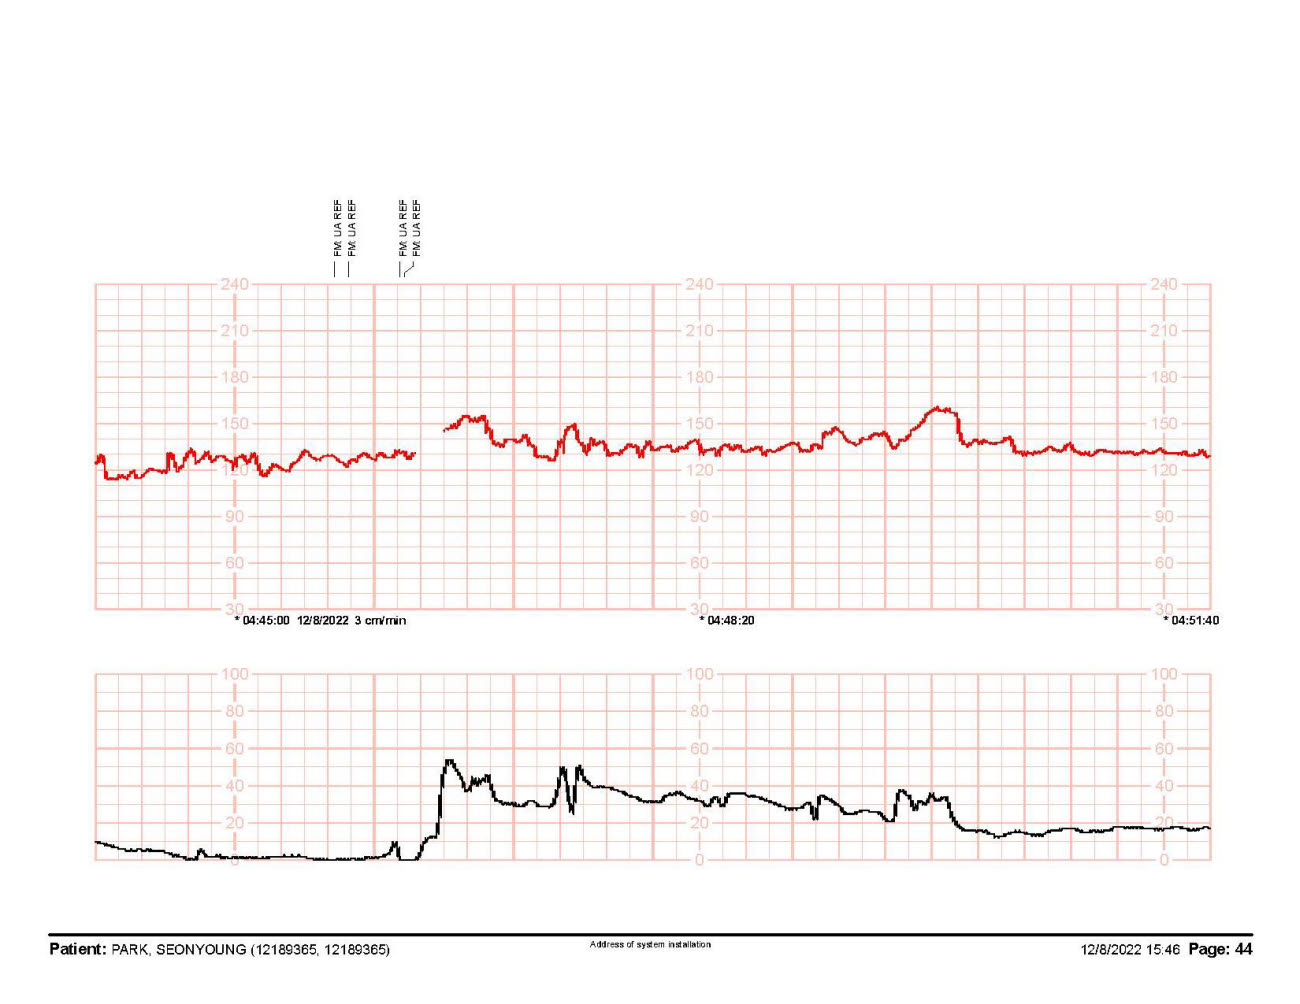 FM: UA REF
FM: UA REF
FM: UA REF
FM: UA REF
240 240 240
210 210 210
180 180 180
150 150 150
120 120 120
90 90 90
60 60 60
30 30 30
* 04:45:00 12/8/2022 3 cm/min * 04:48:20 * 04:51:40
100 100 100
80 80 80
60 60 60
40 40 40
20 20 20
0 0 0
Patient: PARK, SEONYOUNG (12189365, 12189365) Address of system installation 12/8/2022 15:46 Page: 44